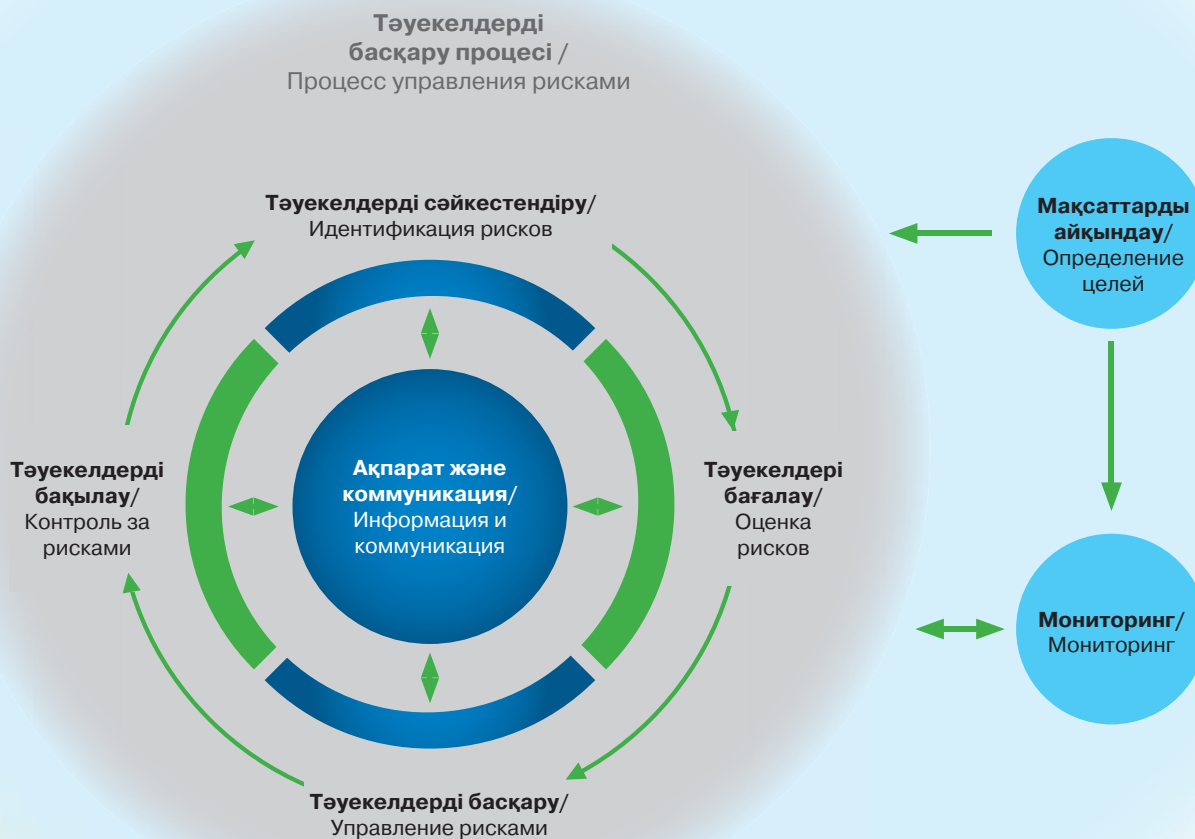 Тәуекелдерді
басқару процесі /
Процесс управления рисками
Тәуекелдерді сәйкестендіру/
Идентификация рисков
Мақсаттарды
айқындау/
Определение
целей
Тәуекелдерді
бақылау/
Контроль за
рисками
Ақпарат және
коммуникация/
Информация и
коммуникация
Тәуекелдері
бағалау/
Оценка
рисков
Мониторинг/
Мониторинг
Тәуекелдерді басқару/
Управление рисками